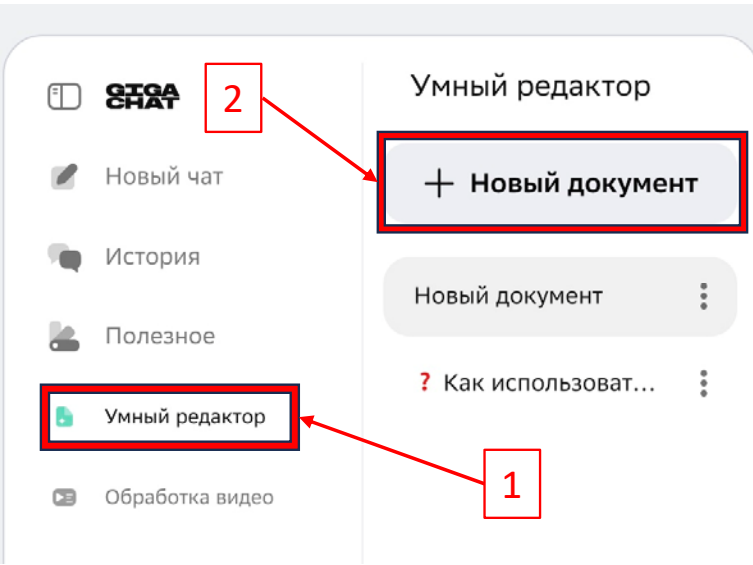 GIGA
CHAT
2
Новый чат
История
Полезное
Умный редактор
Обработка видео
Умный редактор
+ Новый документ
Новый документ
? Как использоват...
1